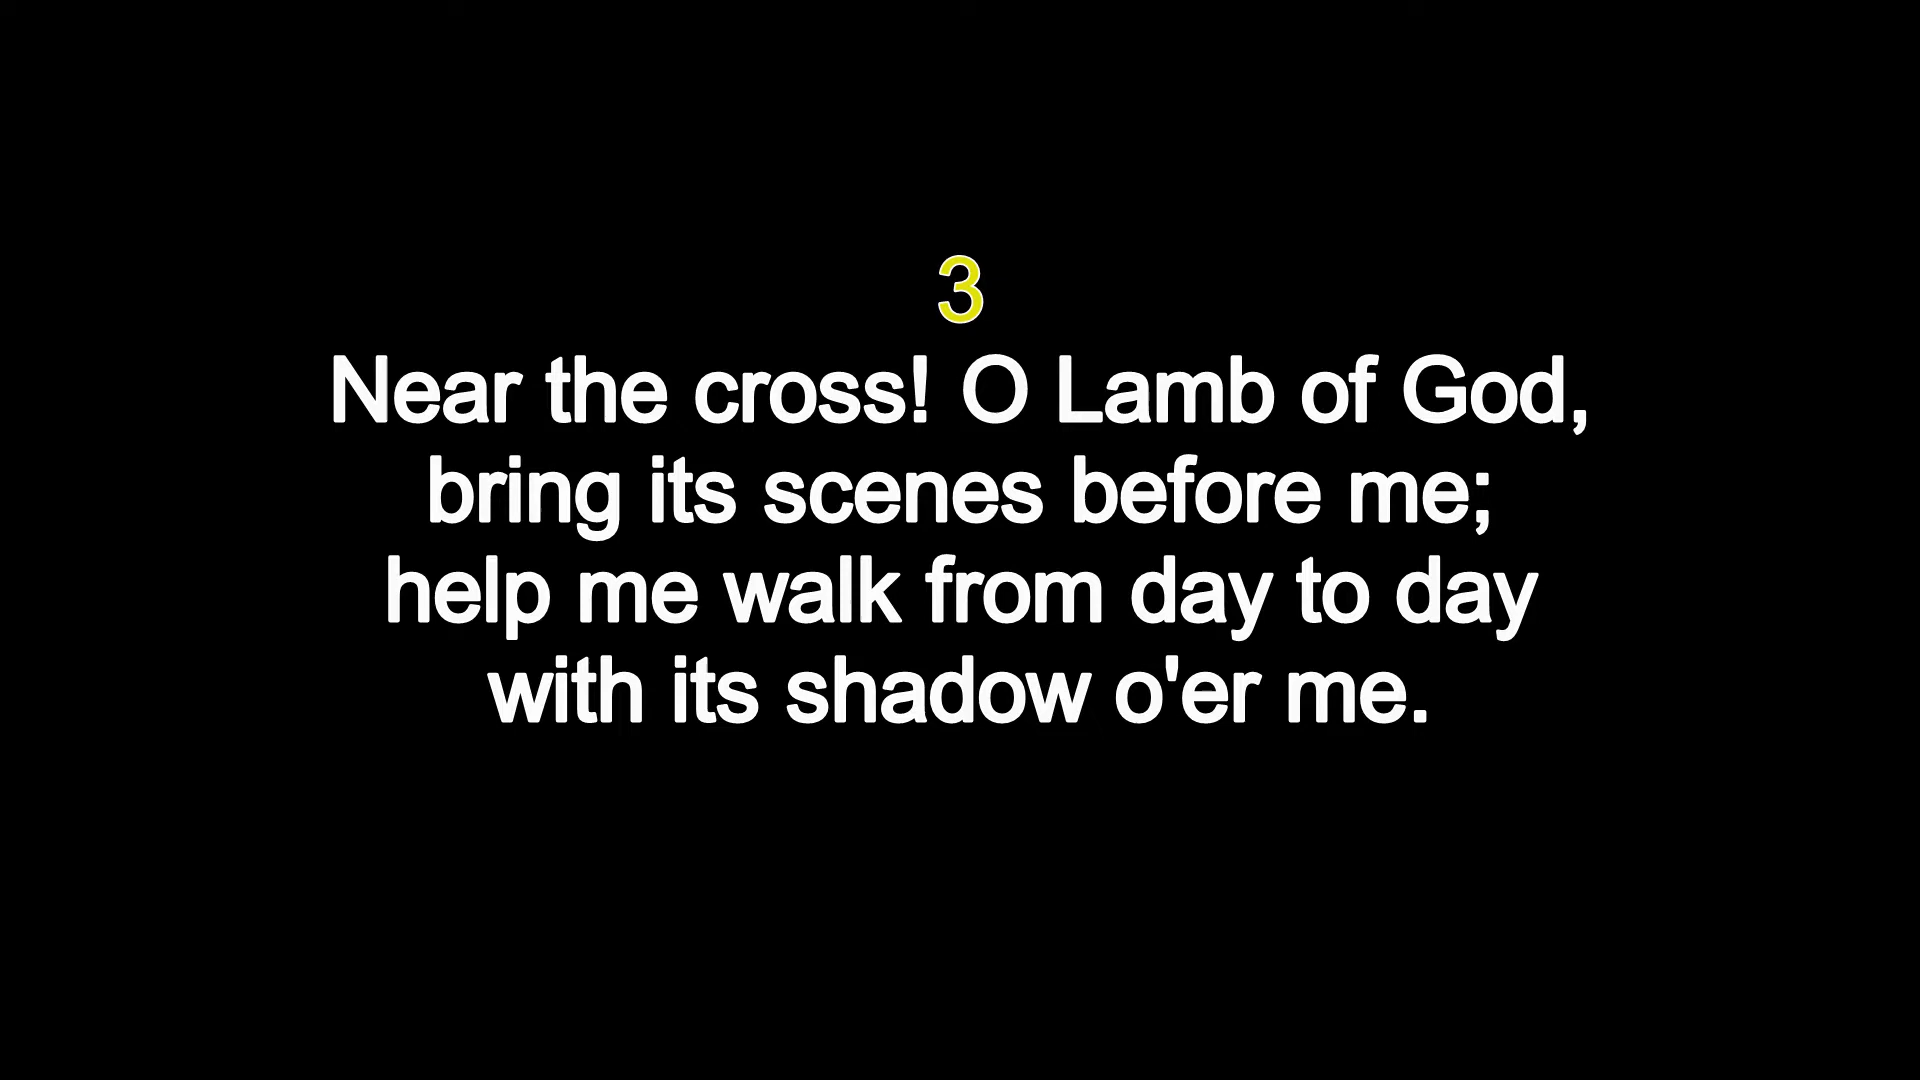 3
Near the cross! O Lamb of God,
bring its scenes before me;
help me walk from day to day
with its shadow o'er me.